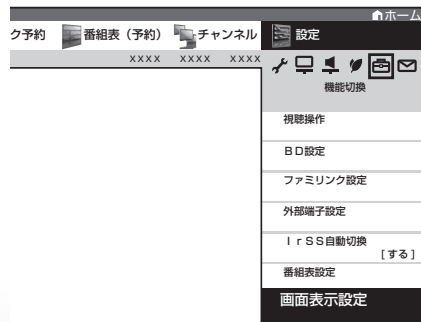 ホーム
ク予約 番組表（予約） チャンネル 設定
xxxx xxxx xxxx
機能切換
視聴操作
ＢＤ設定
ファミリンク設定
外部端子設定
ＩｒＳＳ自動切換
［する］
番組表設定
画面表示設定